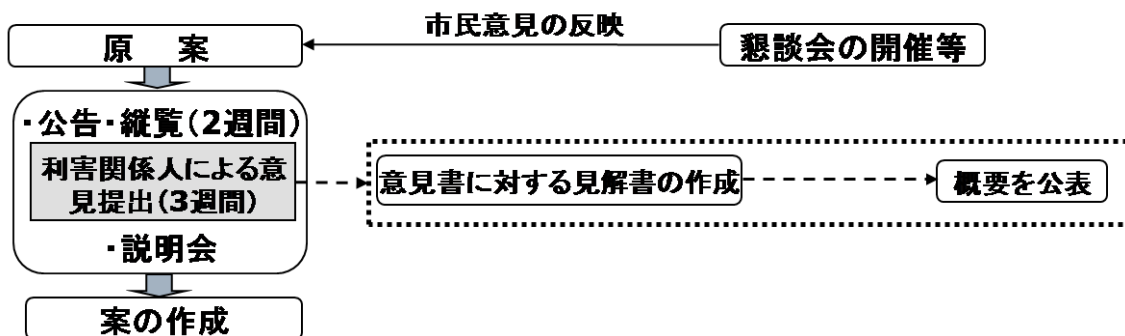 市民意見の反映
原　案
懇談会の開催等
・公告・縦覧（２週間）
利害関係人による意
見提出（３週間）
意見書に対する見解書の作成
概要を公表
・説明会
案の作成